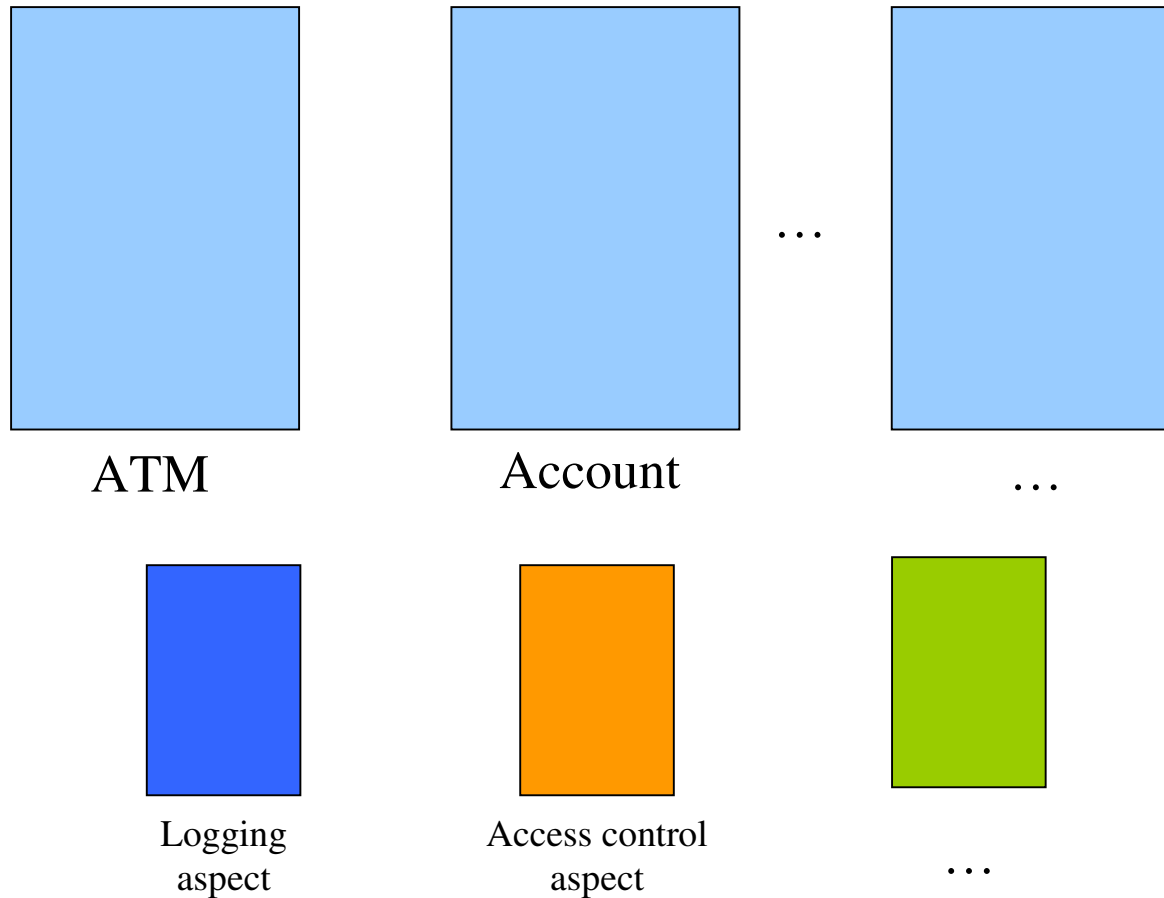 …
ATM
Account
…
Logging
aspect
Access control
aspect
…